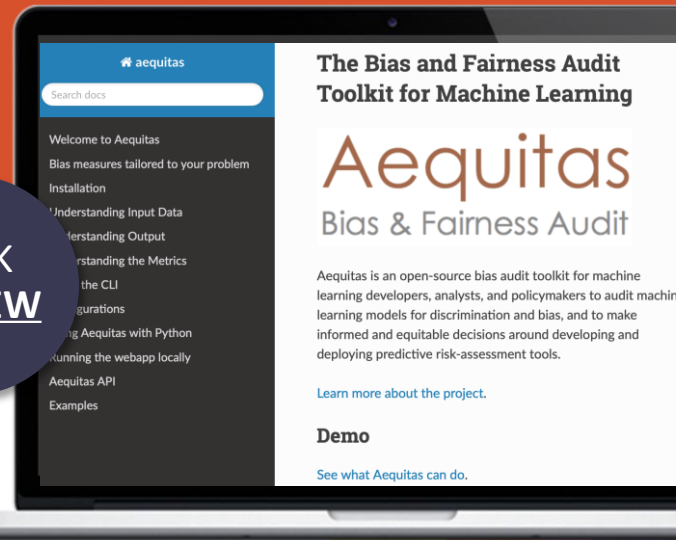 aequitas
Search docs
Welcome to Aequitas
Bias measures tailored to your problem
Installation
Understanding Input Data
Understanding the Metrics
the CLI
Aequitas with Python
Running the webapp locally
Aequitas API
Examples
The Bias and Fairness Audit
Toolkit for Machine Learning
Aequitas
Bias & Fairness Audit
Aequitas is an open-source bias audit toolkit for machine
learning developers, analysts, and policymakers to audit machin
learning models for discrimination and bias, and to make
informed and equitable decisions around developing and
deploying predictive risk-assessment tools.
Learn more about the project.
Demo
See what Aequitas can do.